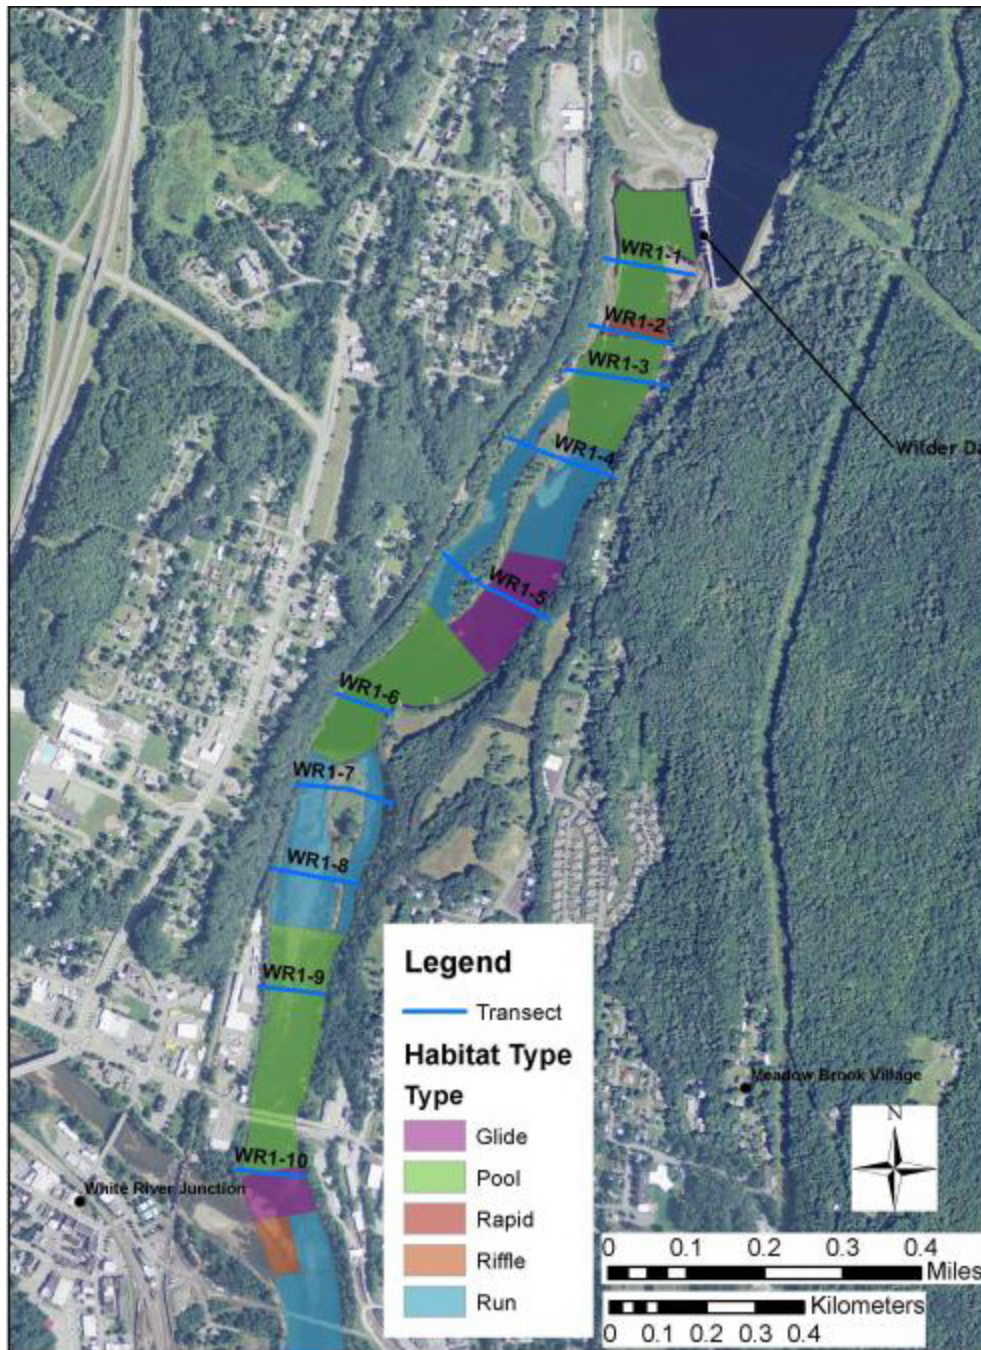 WR1-1
WR1-2
WR1-3
WR1-4
Wilder Da
WR1-5
WR1-6
WR1-7
WR1-8
WR1-9
WR1-10
White River Junction
Meadow Brook Village
Legend
Transect
Habitat Type
Type
Glide
Pool
Rapid
Riffle
Run
N
0 0.1 0.2 0.3 0.4
Miles
Kilometers
0 0.1 0.2 0.3 0.4